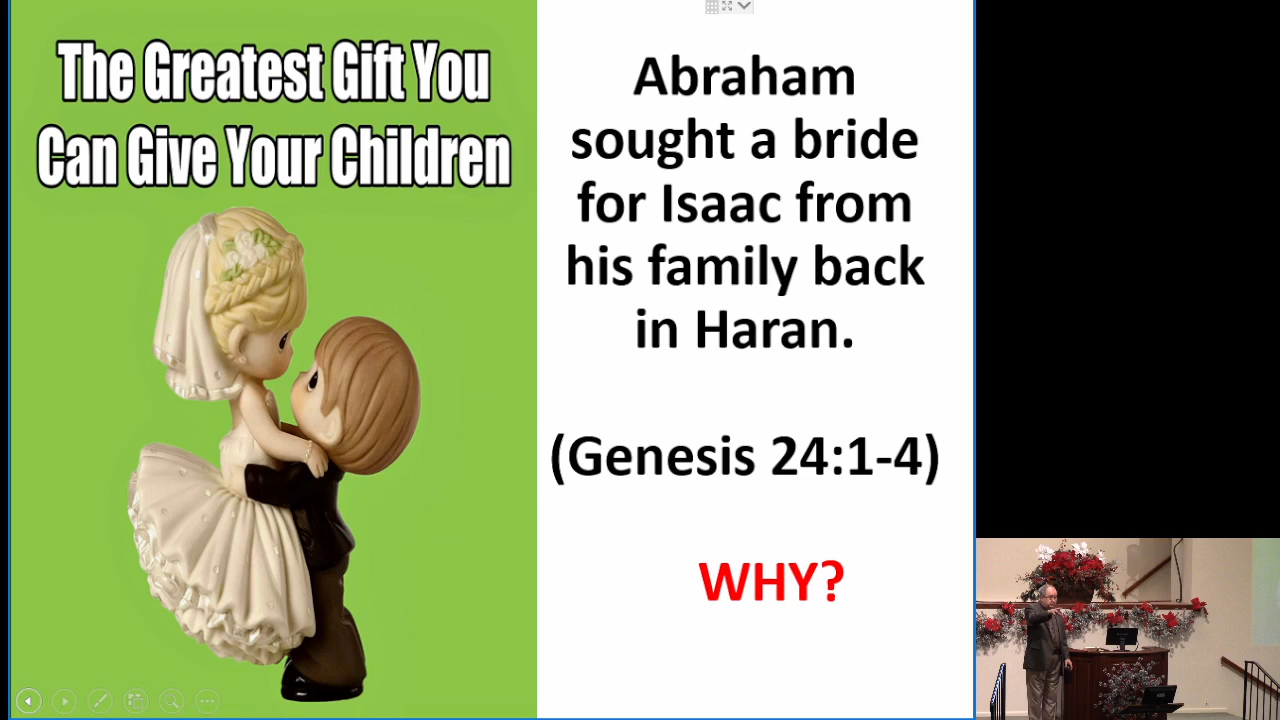 The Greatest Gift You
Can Give Your Children
Abraham
sought a bride
for Isaac from
his family back
in Haran.
(Genesis 24:1-4)
WHY?